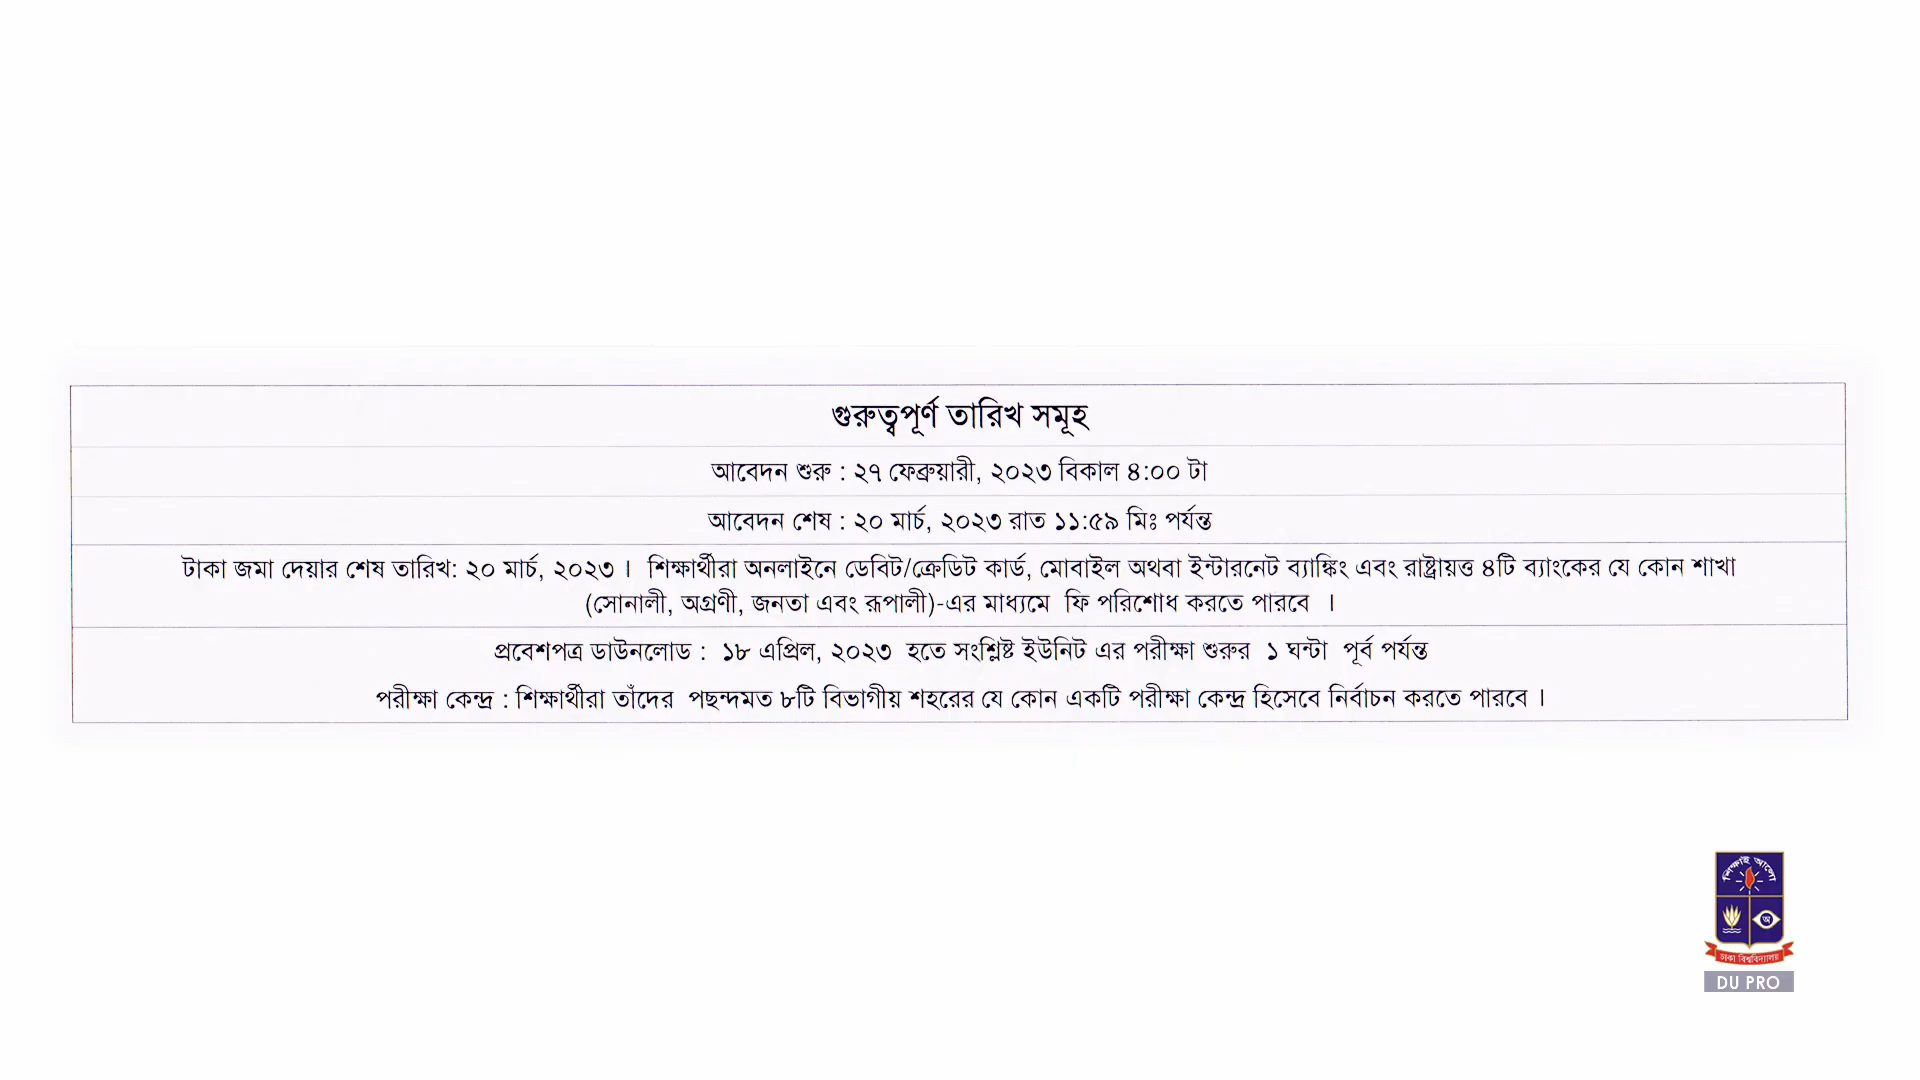 গুরুত্বপূর্ণ তারিখ সমূহ
আবেদন শুরু : ২৭ ফেব্রুয়ারী, ২০২৩ বিকাল ৪:০০ টা
আবেদন শেষ : ২০ মার্চ, ২০২৩ রাত ১১:৫৯ মিঃ পর্যন্ত
টাকা জমা দেয়ার শেষ তারিখ: ২০ মার্চ, ২০২৩ । শিক্ষার্থীরা অনলাইনে ডেবিট/ক্রেডিট কার্ড, মোবাইল অথবা ইন্টারনেট ব্যাঙ্কিং এবং রাষ্ট্রায়ত্ত ৪টি ব্যাংকের যে কোন শাখা
(সোনালী, অগ্রণী, জনতা এবং রূপালী)-এর মাধ্যমে ফি পরিশোধ করতে পারবে ।
প্রবেশপত্র ডাউনলোড : ১৮ এপ্রিল, ২০২৩ হতে সংশ্লিষ্ট ইউনিট এর পরীক্ষা শুরুর ১ ঘন্টা পূর্ব পর্যন্ত
পরীক্ষা কেন্দ্র : শিক্ষার্থীরা তাঁদের পছন্দমত ৮টি বিভাগীয় শহরের যে কোন একটি পরীক্ষা কেন্দ্র হিসেবে নির্বাচন করতে পারবে ।
শিক্ষাই আলো
অ
ঢাকা বিশ্ববিদ্যালয়
DU PRO